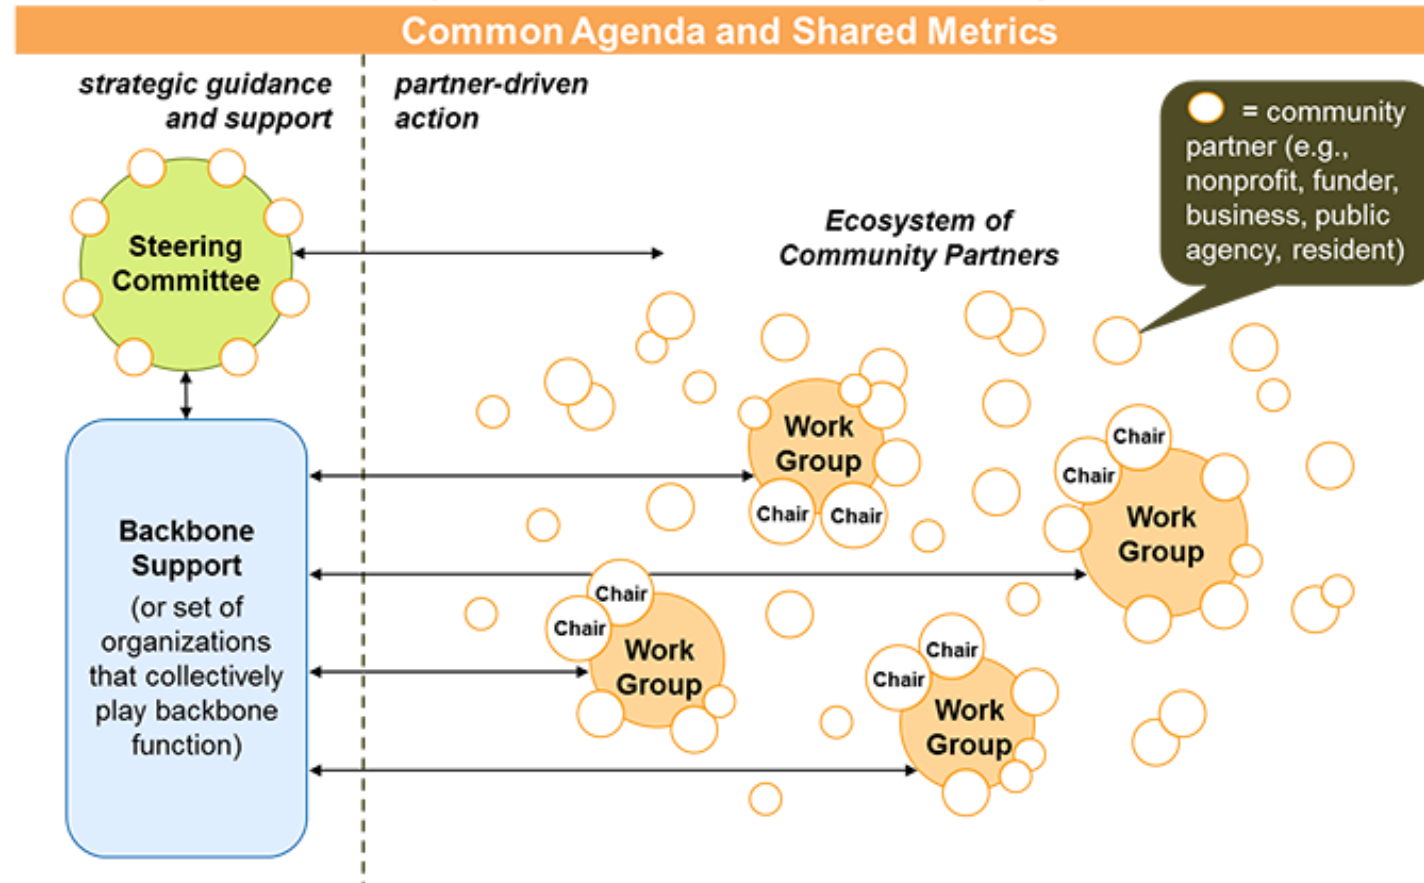 Common Agenda and Shared Metrics
strategic guidance
and support
partner-driven
action
= community
partner (e.g.,
nonprofit, funder,
business, public
agency, resident)
Ecosystem of
Community Partners
Steering
Committee
Work
Group
Chair
Chair
Chair
Chair
Work
Group
Backbone
Support
(or set of
organizations
that collectively
play backbone
function)
Chair
Chair
Work
Group
Chair
Chair
Work
Group